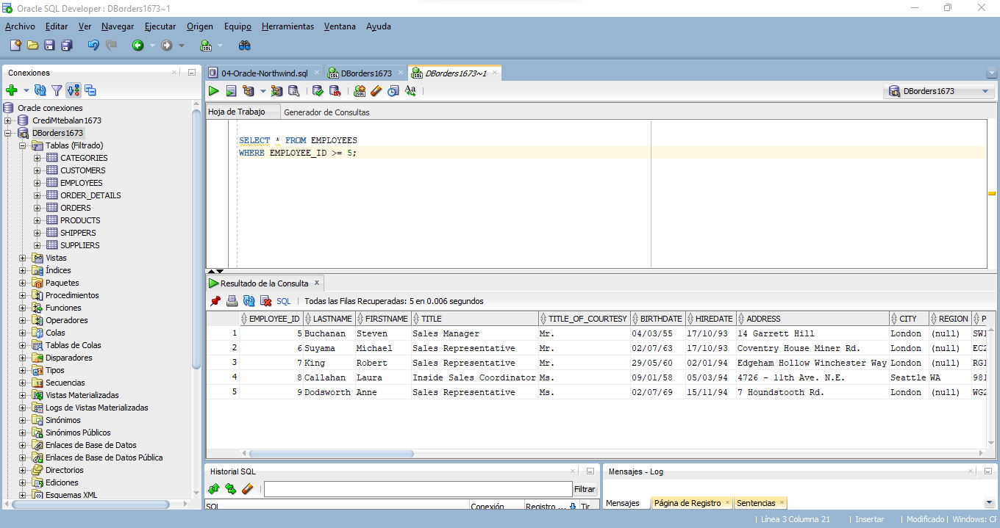 Oracle SQL Developer : DBorders1673~1
Archivo Editar Ver Navegar Ejecutar Origen Equipo Herramientas Ventana Ayuda
Conexiones
Oracle conexiones
CrediMtebalan1673
DBorders1673
Tablas (Filtrado)
CATEGORIES
CUSTOMERS
EMPLOYEES
ORDER_DETAILS
ORDERS
PRODUCTS
SHIPPERS
SUPPLIERS
Vistas
Índices
Paquetes
Procedimientos
Funciones
Operadores
Colas
Tablas de Colas
Disparadores
Tipos
Secuencias
Vistas Materializadas
Logs de Vistas Materializadas
Sinónimos
Sinónimos Públicos
Enlaces de Base de Datos
Enlaces de Base de Datos Pública
Directorios
Ediciones
Esquemas XML
04-Oracle-Northwind.sql DBorders1673 DBorders1673~1
DBorders1673
Hoja de Trabajo Generador de Consultas
SELECT * FROM EMPLOYEES
WHERE EMPLOYEE_ID >= 5;
Resultado de la Consulta x
SQL | Todas las Filas Recuperadas: 5 en 0.006 segundos
EMPLOYEE_ID LASTNAME FIRSTNAME TITLE TITLE_OF_COURTESY BIRTHDATE HIREDATE ADDRESS CITY REGION P
1 5 Buchanan Steven Sales Manager Mr. 04/03/55 17/10/93 14 Garrett Hill London (null) SW1
2 6 Suyama Michael Sales Representative Mr. 02/07/63 17/10/93 Coventry House Miner Rd. London (null) EC2
3 7 King Robert Sales Representative Mr. 29/05/60 02/01/94 Edgeham Hollow Winchester Way London (null) RG1
4 8 Callahan Laura Inside Sales Coordinator Ms. 09/01/58 05/03/94 4726 - 11th Ave. N.E. Seattle WA 981
5 9 Dodsworth Anne Sales Representative Ms. 02/07/69 15/11/94 7 Houndstooth Rd. London (null) WG2
Historial SQL
Filtrar
SQL Conexión Registro ... Tir
Mensajes - Log
Mensajes Página de Registro Sentencias
| Línea 3 Columna 21 | Insertar | Modificado | Windows: CF